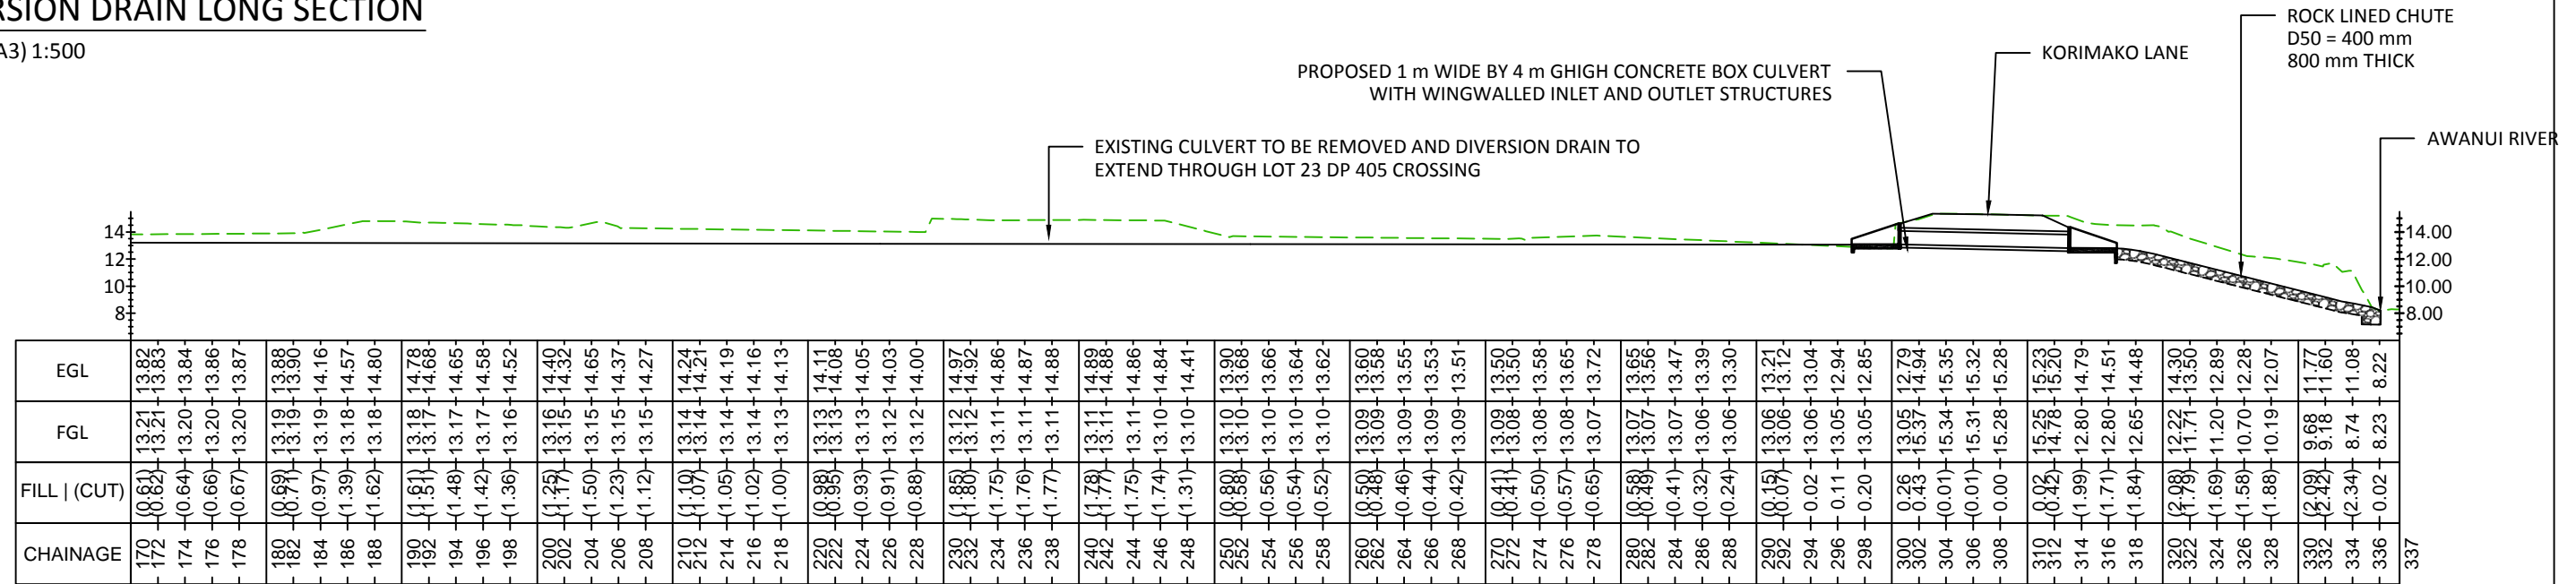 RSION DRAIN LONG SECTION
A3) 1:500
ROCK LINED CHUTE
D50 = 400 mm
800 mm THICK
KORIMAKO LANE
PROPOSED 1 m WIDE BY 4 m GHIGH CONCRETE BOX CULVERT
WITH WINGWALLED INLET AND OUTLET STRUCTURES
AWANUI RIVER
EXISTING CULVERT TO BE REMOVED AND DIVERSION DRAIN TO
EXTEND THROUGH LOT 23 DP 405 CROSSING
14
12
10
8
14.00
12.00
10.00
8.00
EGL 13.82 13.83 13.84 13.86 13.87 13.88 13.90 14.16 14.57 14.80 14.78 14.68 14.65 14.58 14.52 14.40 14.32 14.65 14.37 14.27 14.24 14.21 14.19 14.16 14.13 14.11 14.08 14.05 14.03 14.00 14.97 14.92 14.86 14.87 14.88 14.89 14.88 14.86 14.84 14.41 13.90 13.68 13.66 13.64 13.62 13.60 13.58 13.55 13.53 13.51 13.50 13.50 13.58 13.65 13.72 13.65 13.56 13.47 13.39 13.30 13.21 13.12 13.04 12.94 12.85 12.79 14.94 15.35 15.32 15.28 15.23 15.20 14.79 14.51 14.48 14.30 13.50 12.89 12.28 12.07 11.77 11.60 11.08 8.22
FGL 13.21 13.21 13.20 13.20 13.20 13.19 13.19 13.19 13.18 13.18 13.18 13.17 13.17 13.17 13.16 13.16 13.15 13.15 13.15 13.15 13.14 13.14 13.14 13.14 13.13 13.13 13.13 13.13 13.12 13.12 13.12 13.12 13.11 13.11 13.11 13.11 13.11 13.11 13.10 13.10 13.10 13.10 13.10 13.10 13.10 13.09 13.09 13.09 13.09 13.09 13.09 13.08 13.08 13.08 13.07 13.07 13.07 13.07 13.06 13.06 13.06 13.06 13.06 13.05 13.05 13.05 15.37 15.34 15.31 15.28 15.25 14.78 12.80 12.80 12.65 12.22 11.71 11.20 10.70 10.19 9.68 9.18 8.74 8.23
FILL | (CUT) (0.61) (0.62) (0.64) (0.66) (0.67) (0.69) (0.71) (0.97) (1.39) (1.62) (1.61) (1.51) (1.48) (1.42) (1.36) (1.25) (1.17) (1.50) (1.23) (1.12) (1.10) (1.07) (1.05) (1.02) (1.00) (0.98) (0.95) (0.93) (0.91) (0.88) (1.85) (1.80) (1.75) (1.76) (1.77) (1.78) (1.77) (1.75) (1.74) (1.31) (0.80) (0.58) (0.56) (0.54) (0.52) (0.50) (0.48) (0.46) (0.44) (0.42) (0.41) (0.41) (0.50) (0.57) (0.65) (0.58) (0.49) (0.41) (0.32) (0.24) (0.15) (0.07) 0.02 0.11 0.20 0.26 0.43 (0.01) (0.01) 0.00 0.02 (0.42) (1.99) (1.71) (1.84) (2.08) (1.79) (1.69) (1.58) (1.88) (2.09) (2.42) (2.34) 0.02
CHAINAGE 170 172 174 176 178 180 182 184 186 188 190 192 194 196 198 200 202 204 206 208 210 212 214 216 218 220 222 224 226 228 230 232 234 236 238 240 242 244 246 248 250 252 254 256 258 260 262 264 266 268 270 272 274 276 278 280 282 284 286 288 290 292 294 296 298 300 302 304 306 308 310 312 314 316 318 320 322 324 326 328 330 332 334 336 337